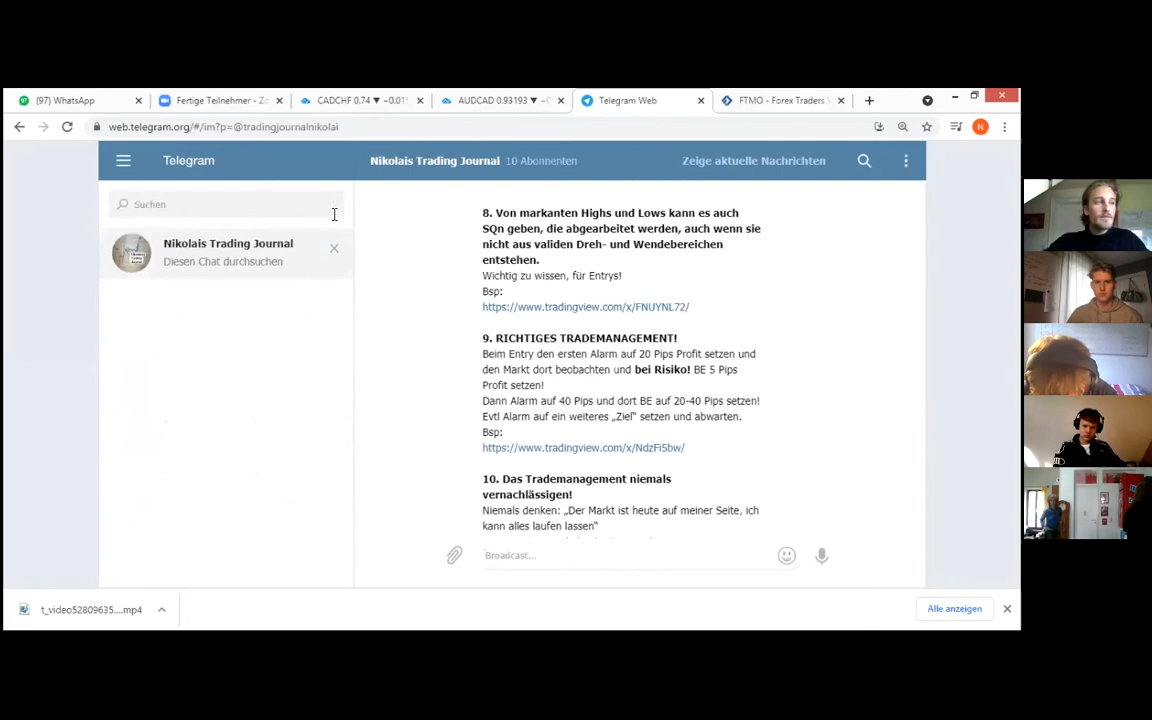 (97) WhatsApp
Fertige Teilnehmer - Zo
CADCHF 0.74 ▼ −0.01
AUDCAD 0.93193 ▼ −0
Telegram Web
FTMO - Forex Traders
web.telegram.org/#/im?p=@tradingjournalnikolai
N
Telegram
Nikolais Trading Journal 10 Abonnenten
Zeige aktuelle Nachrichten
Suchen
Nikolais Trading Journal
Diesen Chat durchsuchen
8. Von markanten Highs und Lows kann es auch
SQn geben, die abgearbeitet werden, auch wenn sie
nicht aus validen Dreh- und Wendebereichen
entstehen.
Wichtig zu wissen, für Entrys!
Bsp:
https://www.tradingview.com/x/FNUYNL72/
9. RICHTIGES TRADEMANAGEMENT!
Beim Entry den ersten Alarm auf 20 Pips Profit setzen und
den Markt dort beobachten und bei Risiko! BE 5 Pips
Profit setzen!
Dann Alarm auf 40 Pips und dort BE auf 20-40 Pips setzen!
Evtl Alarm auf ein weiteres „Ziel“ setzen und abwarten.
Bsp:
https://www.tradingview.com/x/NdzFi5bw/
10. Das Trademanagement niemals
vernachlässigen!
Niemals denken: „Der Markt ist heute auf meiner Seite, ich
kann alles laufen lassen“
Broadcast...
t_video52809635....mp4
Alle anzeigen